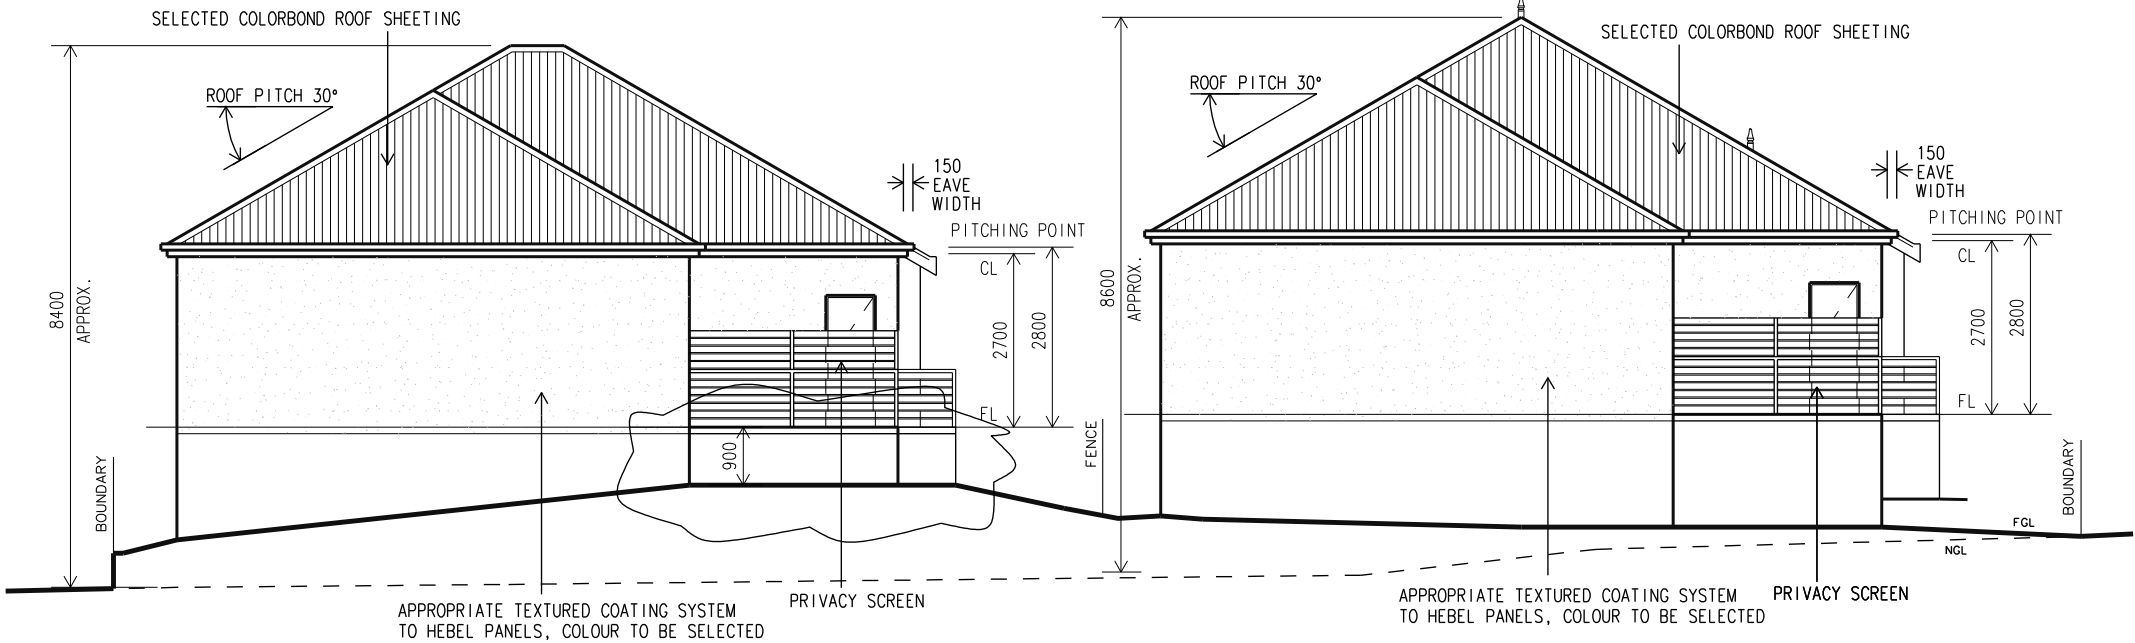 SELECTED COLORBOND ROOF SHEETING
ROOF PITCH 30°
150
EAVE
WIDTH
PITCHING POINT
CL
8400
APPROX.
2700
2800
FL
900
BOUNDARY
PRIVACY SCREEN
APPROPRIATE TEXTURED COATING SYSTEM
TO HEBEL PANELS, COLOUR TO BE SELECTED
FENCE
SELECTED COLORBOND ROOF SHEETING
ROOF PITCH 30°
150
EAVE
WIDTH
PITCHING POINT
CL
8600
APPROX.
2700
2800
FL
BOUNDARY
FGL
NGL
APPROPRIATE TEXTURED COATING SYSTEM
TO HEBEL PANELS, COLOUR TO BE SELECTED
PRIVACY SCREEN